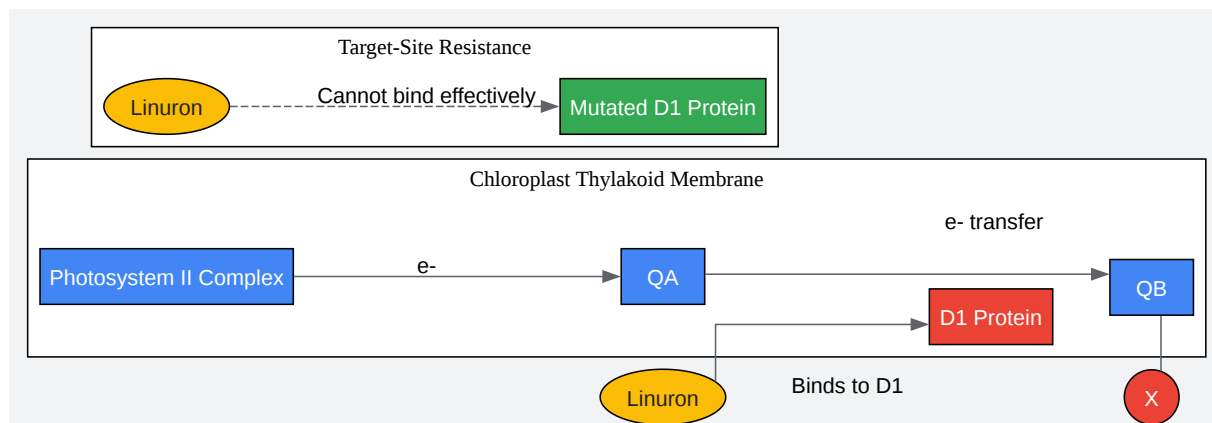 Target-Site Resistance
Linuron
Cannot bind effectively
Mutated D1 Protein
Chloroplast Thylakoid Membrane
e- transfer
Photosystem II Complex
e-
QA
QB
D1 Protein
Linuron
Binds to D1
X